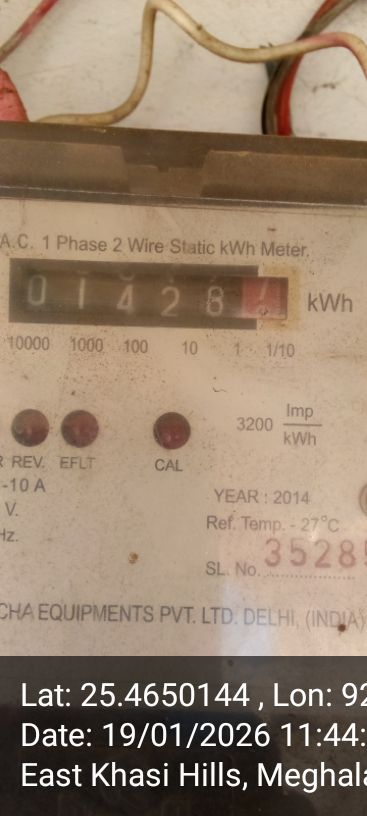 A.C. 1 Phase 2 Wire Static kWh Meter.
0 1 4 2 8 7 kWh
10000 1000 100 10 1 1/10
3200 Imp/kWh
R REV. EFLT CAL
-10 A
V.
Hz.
YEAR : 2014
Ref. Temp. - 27°C
SL. No. 3528
CHA EQUIPMENTS PVT. LTD. DELHI, (INDIA)
Lat: 25.4650144 , Lon: 92
Date: 19/01/2026 11:44:
East Khasi Hills, Meghala